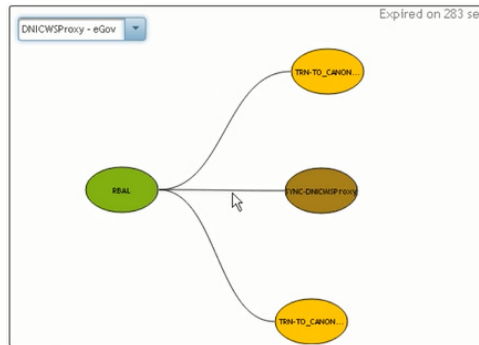 DNICWSProxy - eGov
Expired on 283 se
TRN-TO_CANON...
RBAL
SYNC-DNICWSProxy
TRN-TO_CANON...